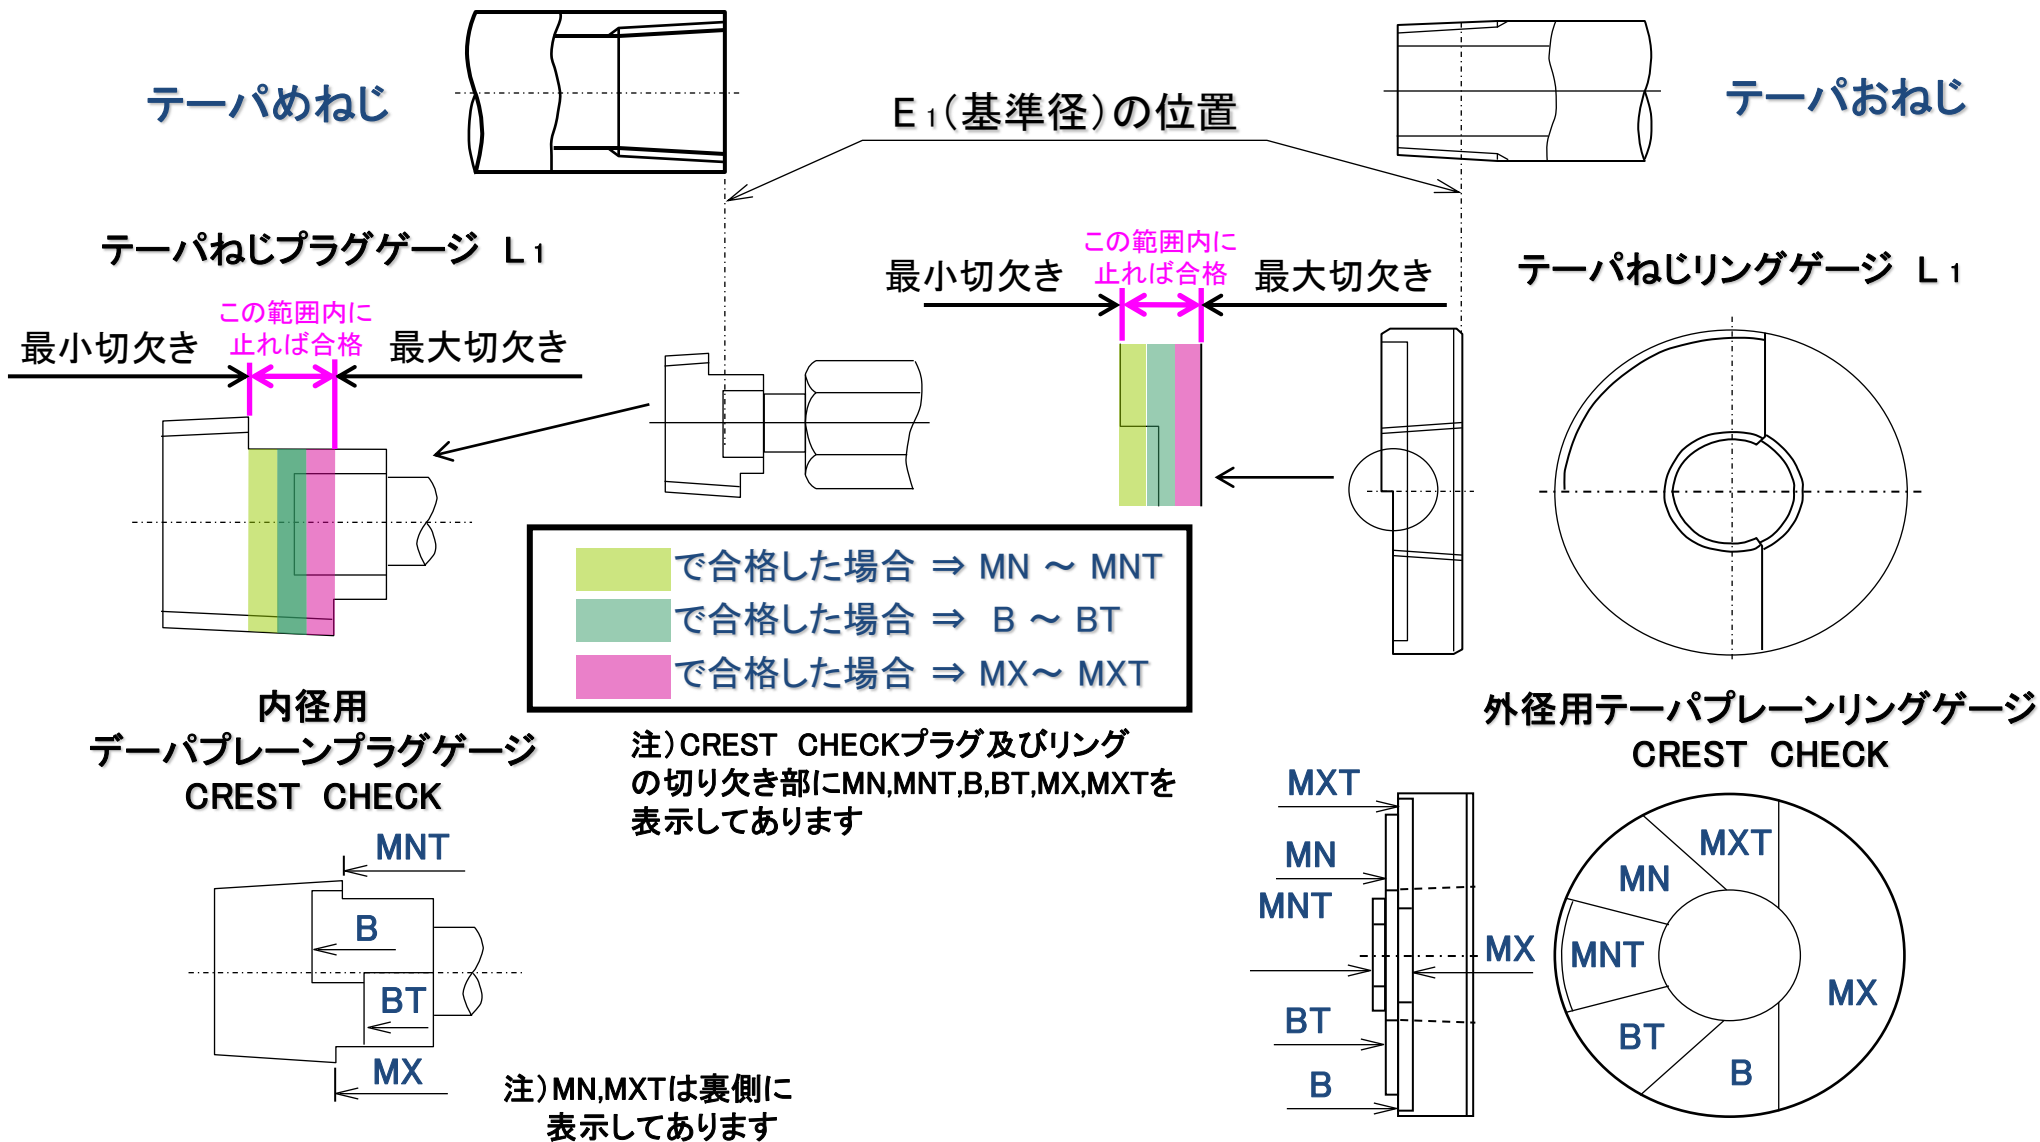 テーパめねじ
E₁(基準径)の位置
テーパおねじ
テーパねじプラグゲージ L₁
この範囲内に
止れば合格
最小切欠き
最大切欠き
この範囲内に
止れば合格
最小切欠き
最大切欠き
テーパねじリングゲージ L₁
で合格した場合 ⇒ MN ～ MNT
で合格した場合 ⇒ B ～ BT
で合格した場合 ⇒ MX～ MXT
注)CREST CHECKプラグ及びリング
の切り欠き部にMN,MNT,B,BT,MX,MXTを
表示してあります
内径用
デーパプレーンプラグゲージ
CREST CHECK
MNT
B
BT
MX
注)MN,MXTは裏側に
表示してあります
外径用テーパプレーンリングゲージ
CREST CHECK
MXT
MN
MNT
MX
BT
B
MXT
MN
MNT
MX
BT
B